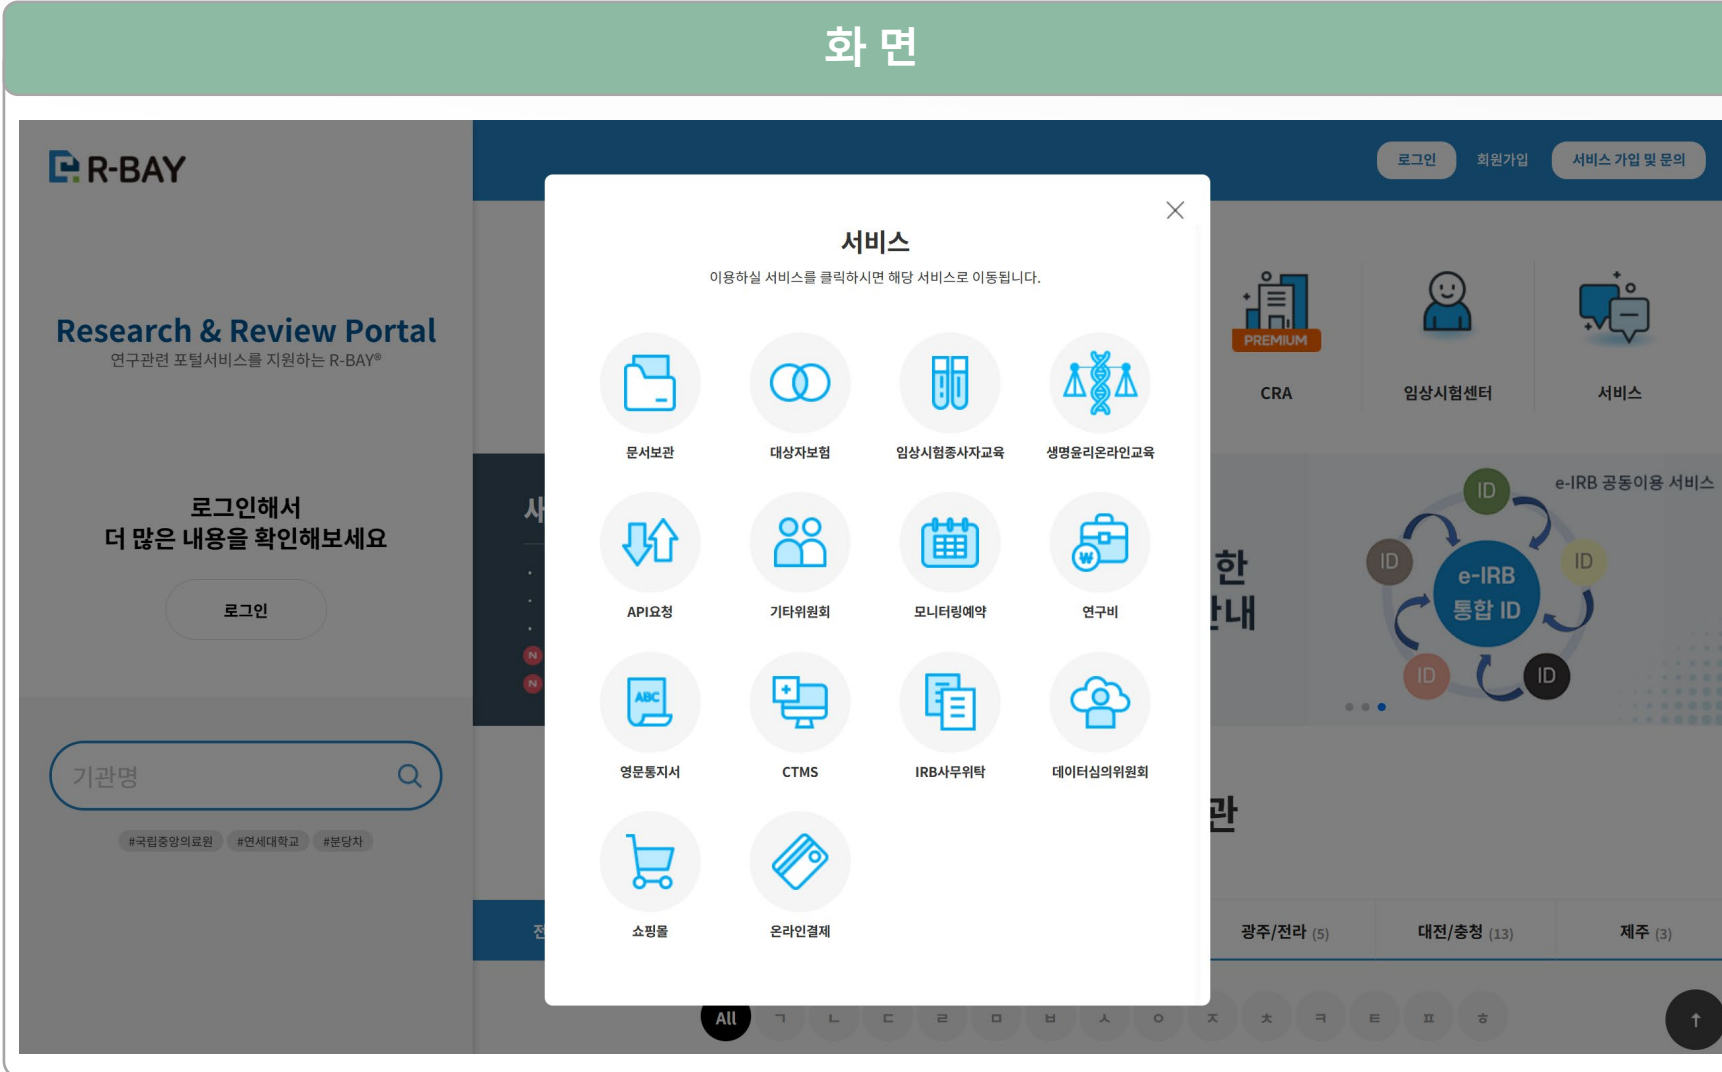 화 면
R-BAY
로그인
회원가입
서비스 가입 및 문의
Research & Review Portal
연구관련 포털서비스를 지원하는 R-BAY®
로그인해서
더 많은 내용을 확인해보세요
로그인
기관명
#국립중앙의료원 #연세대학교 #분당차
서비스
이용하실 서비스를 클릭하시면 해당 서비스로 이동됩니다.
문서보관 대상자보험 임상시험종사자교육 생명윤리온라인교육
API요청 기타위원회 모니터링예약 연구비
ABC
영문통지서 CTMS IRB사무위탁 데이터심의위원회
쇼핑몰 온라인결제
PREMIUM
CRA 임상시험센터 서비스
한
e-IRB 공동이용 서비스
ID
ID
ID
ID
ID
e-IRB
통합 ID
N
N
관
광주/전라 (5) 대전/충청 (13) 제주 (3)
All ㄱ ㄴ ㄷ ㄹ ㅁ ㅂ ㅅ ㅇ ㅈ ㅊ ㅋ ㅌ ㅍ ㅎ